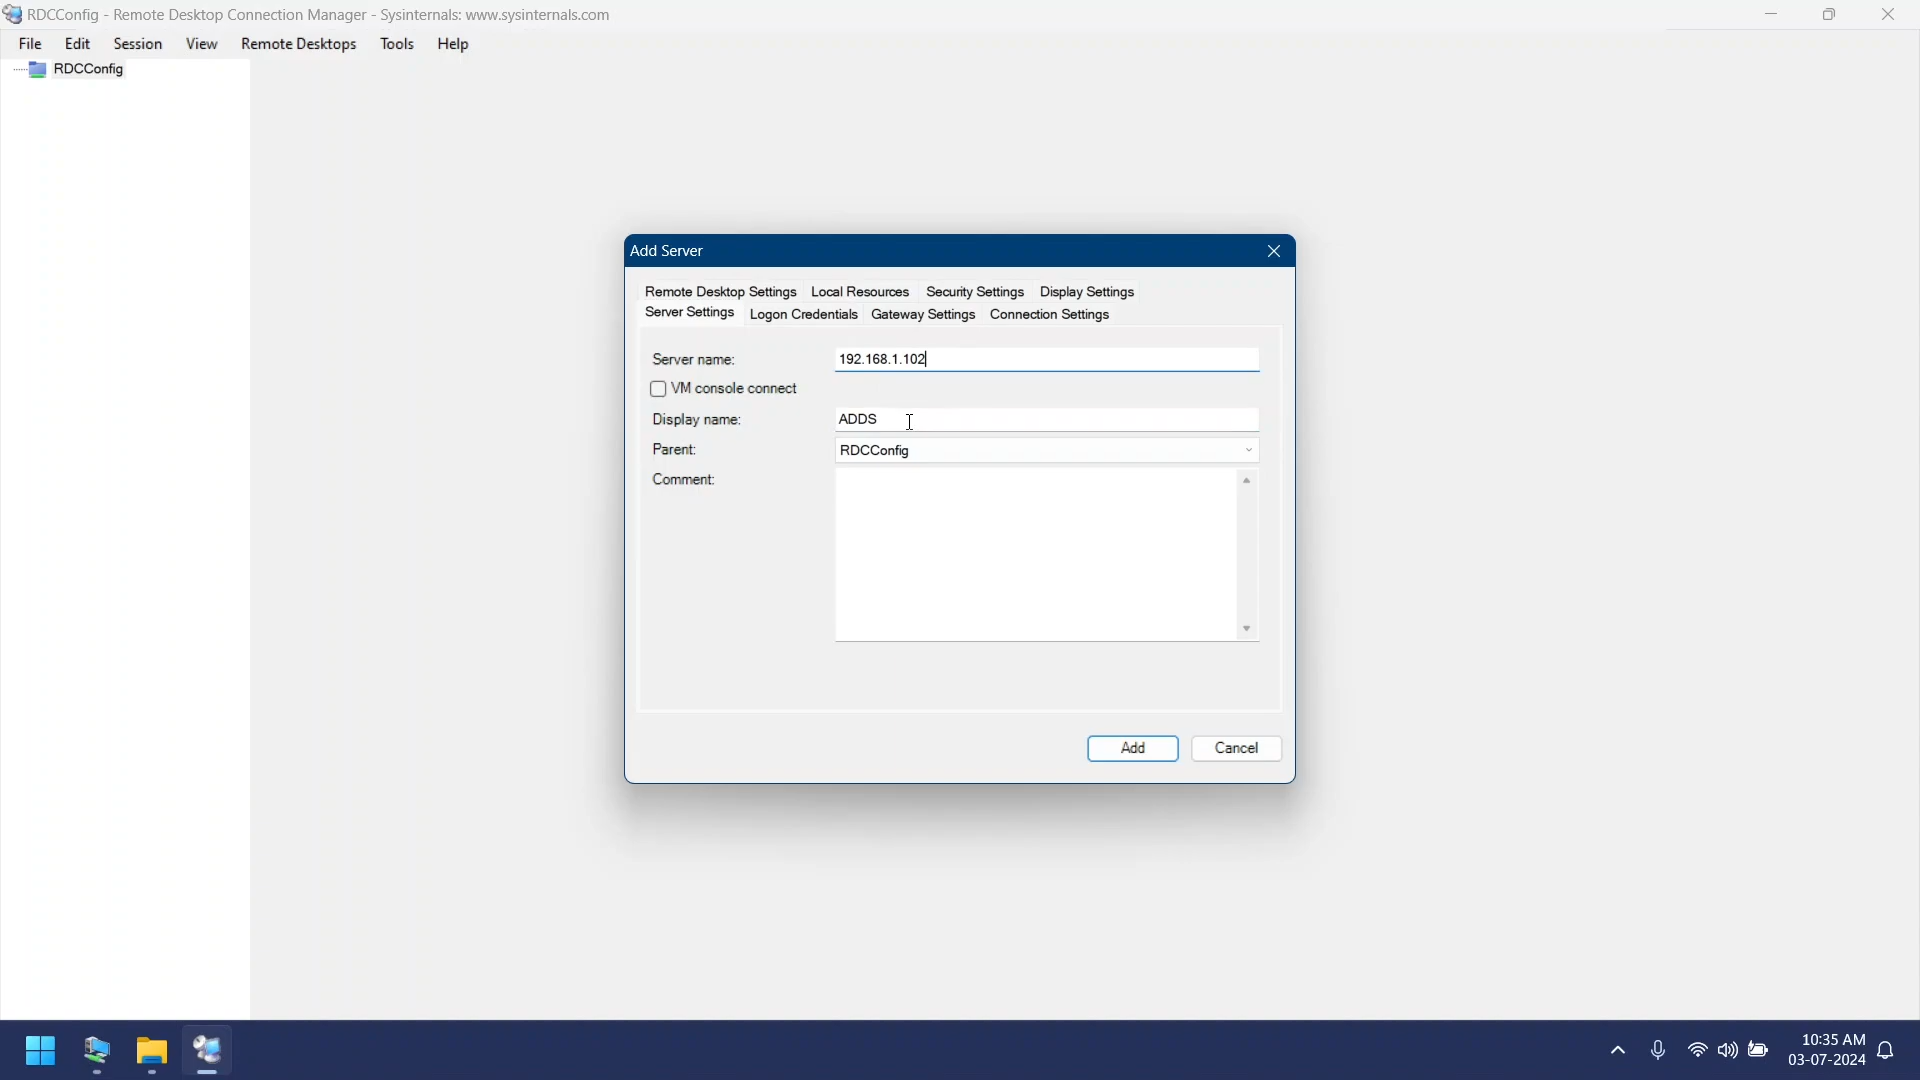 RDCConfig - Remote Desktop Connection Manager - Sysinternals: www.sysinternals.com
File Edit Session View Remote Desktops Tools Help
RDCConfig
Add Server
Remote Desktop Settings Local Resources Security Settings Display Settings
Server Settings Logon Credentials Gateway Settings Connection Settings
Server name: 192.168.1.102
VM console connect
Display name: ADDS
Parent: RDCConfig
Comment:
Add Cancel
10:35 AM
03-07-2024